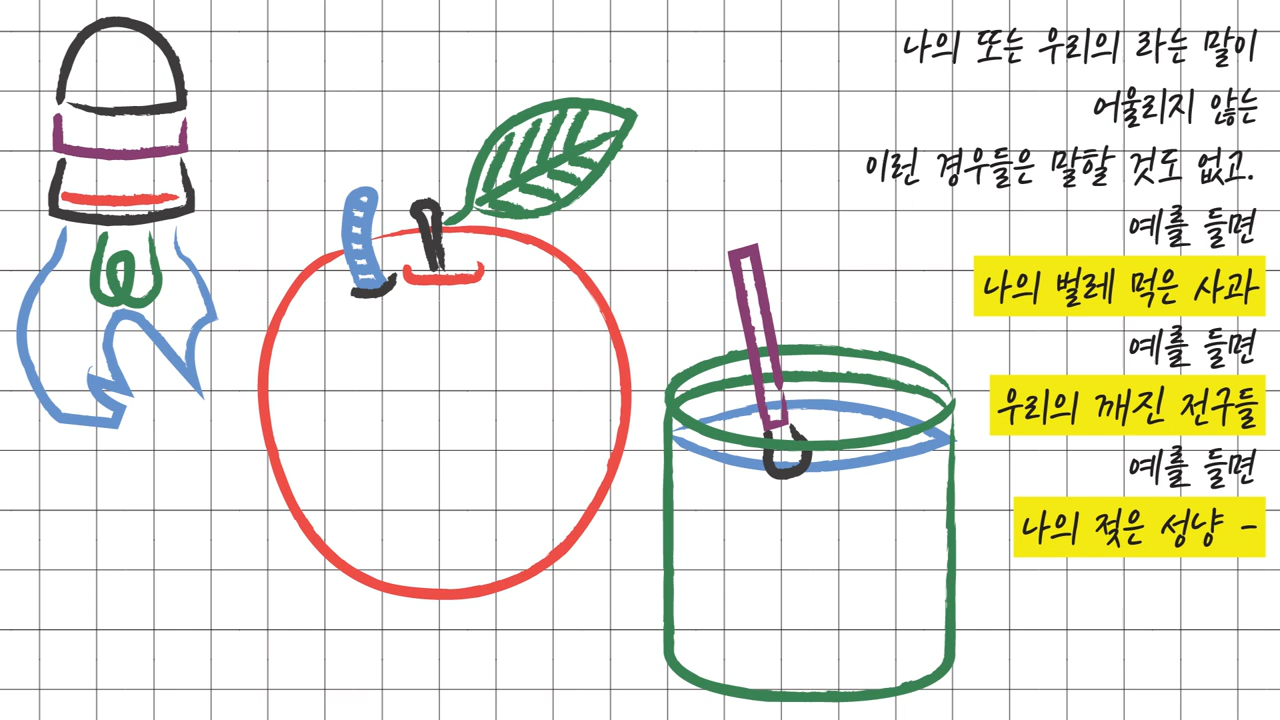 나의 또는 우리의 라는 말이
어울리지 않는
이런 경우들은 말할 것도 없고.
예를 들면
나의 벌레 먹은 사과
예를 들면
우리의 깨진 전구들
예를 들면
나의 젖은 성냥 -